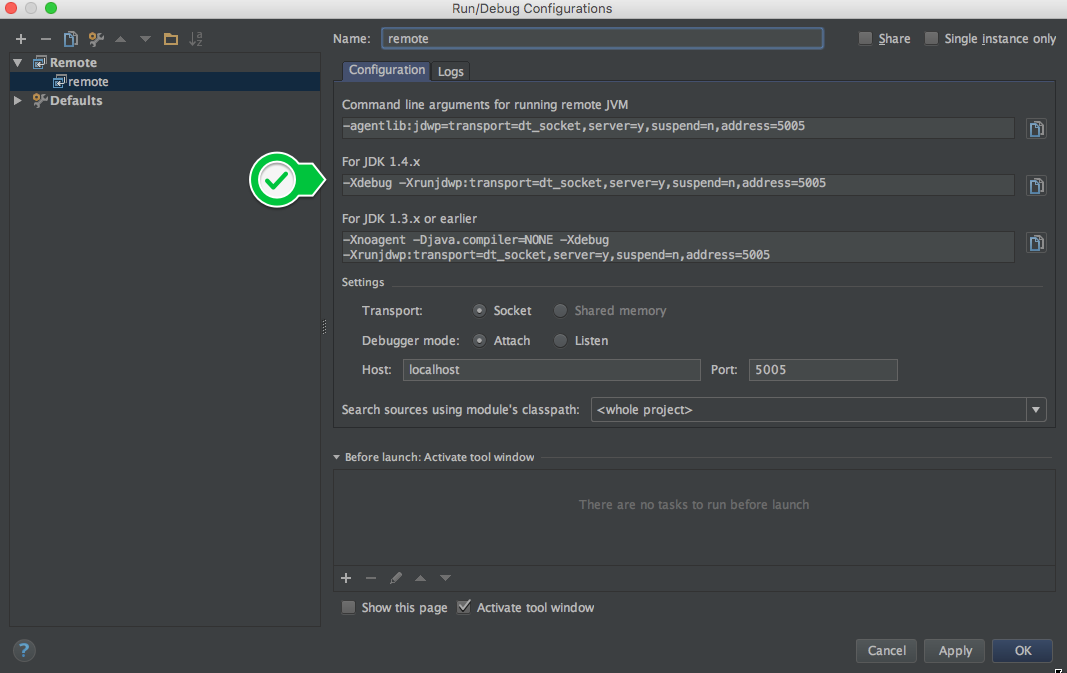 Run/Debug Configurations
Name: remote
Share Single instance only
Remote
remote
Defaults
Configuration Logs
Command line arguments for running remote JVM
-agentlib:jdwp=transport=dt_socket,server=y,suspend=n,address=5005
For JDK 1.4.x
-Xdebug -Xrunjdwp:transport=dt_socket,server=y,suspend=n,address=5005
For JDK 1.3.x or earlier
-Xnoagent -Djava.compiler=NONE -Xdebug
-Xrunjdwp:transport=dt_socket,server=y,suspend=n,address=5005
Settings
Transport: Socket Shared memory
Debugger mode: Attach Listen
Host: localhost Port: 5005
Search sources using module's classpath: <whole project>
Before launch: Activate tool window
There are no tasks to run before launch
Show this page Activate tool window
? Cancel Apply OK